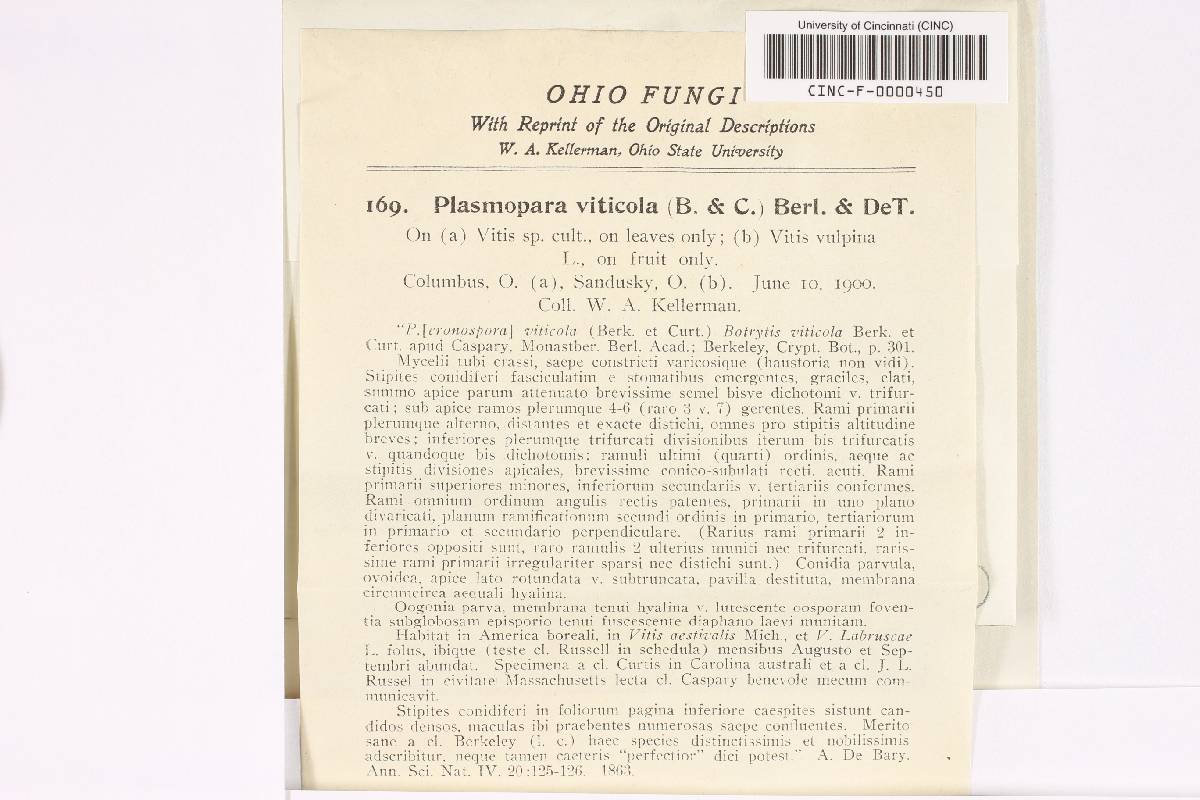 University of Cincinnati (CINC)
CINC-F-0000450
OHIO FUNGI
With Reprint of the Original Descriptions
W. A. Kellerman, Ohio State University
169. Plasmopara viticola (B. & C.) Berl. & DeT.
On (a) Vitis sp. cult., on leaves only; (b) Vitis vulpina
L., on fruit only.
Columbus, O. (a), Sandusky, O. (b). June 10, 1900.
Coll. W. A. Kellerman.
"P.[eronospora] viticola (Berk. et Curt.) Botrytis viticola Berk. et
Curt. apud Caspary, Monastber. Berl. Acad.; Berkeley, Crypt. Bot., p. 301.
Mycelii tubi crassi, saepe constricti varicosique (haustoria non vidi).
Stipites conidiferi fasciculatim e stomatibus emergentes, graciles, elati,
summo apice parum attenuato brevissime semel bisve dichotomi v. trifur-
cati; sub apice ramos plerumque 4-6 (raro 3 v. 7) gerentes. Rami primarii
plerumque alterno, distantes et exacte distichi, omnes pro stipitis altitudine
breves; inferiores plerumque trifurcati divisionibus iterum bis trifurcatis
v. quandoque bis dichotomis; ramuli ultimi (quarti) ordinis, aeque ac
stipitis divisiones apicales, brevissime conico-subulati recti, acuti. Rami
primarii superiores minores, inferiorum secundariis v. tertiariis conformes.
Rami omnium ordinum angulis rectis patentes, primarii in uno plano
divaricati, planum ramificationum secundi ordinis in primario, tertiariorum
in primario et secundario perpendiculare. (Rarius rami primarii 2 in-
feriores oppositi sunt, raro ramulis 2 ulterius muniti nec trifurcati, raris-
sime rami primarii irregulariter sparsi nec distichi sunt.) Conidia parvula,
ovoidea, apice lato rotundata v. subtruncata, pavilla destituta, membrana
circumcirca aequali hyalina.
Oogonia parva, membrana tenui hyalina v. lutescente oosporam foven-
tia subglobosam episporio tenui fuscescente diaphano laevi munitam.
Habitat in America boreali, in Vitis aestivalis Mich., et V. Labruscae
L. folus, ibique (teste cl. Russell in schedula) mensibus Augusto et Sep-
tembri abundat. Specimena a cl. Curtis in Carolina australi et a cl. J. L.
Russel in civitate Massachusetts lecta cl. Caspary benevole mecum com-
municavit.
Stipites conidiferi in foliorum pagina inferiore caespites sistunt can-
didos densos, maculas ibi praebentes numerosas saepe confluentes. Merito
sane a cl. Berkeley (l. c.) haec species distinctissimis et nobilissimis
adscribitur, neque tamen caeteris "perfectior" dici potest." A. De Bary.
Ann. Sci. Nat. IV. 20:125-126. 1863.